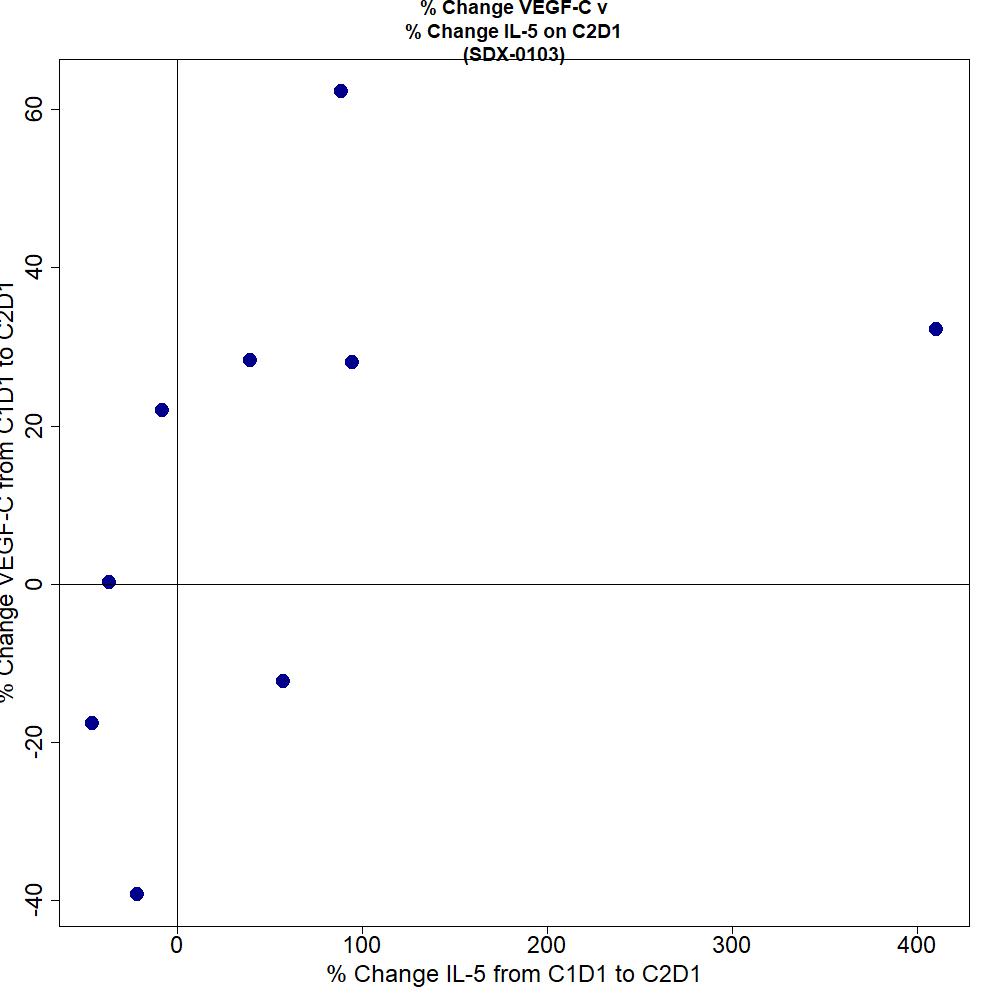 % Change VEGF-C v
% Change IL-5 on C2D1
(SDX-0103)
% Change VEGF-C from C1D1 to C2D1
60
40
20
0
-20
-40
0
100
200
300
400
% Change IL-5 from C1D1 to C2D1